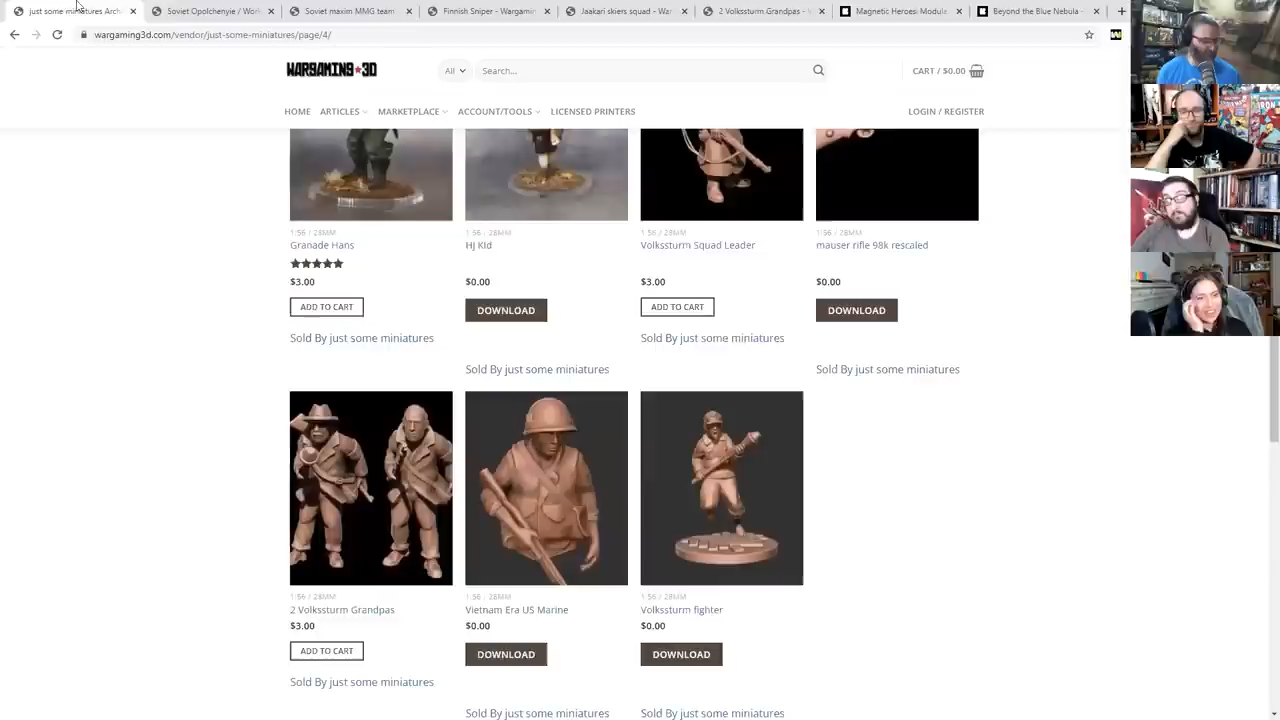 just some miniatures Arch
Soviet Opolchenyie / Work
Soviet maxim MMG team
Finnish Sniper - Wargamin
Jaakari skiers squad - War
2 Volkssturm Grandpas -
Magnetic Heroes: Modula
Beyond the Blue Nebula -
wargaming3d.com/vendor/just-some-miniatures/page/4/
WARGAMING 3D
All
Search...
CART / $0.00
HOME
ARTICLES
MARKETPLACE
ACCOUNT/TOOLS
LICENSED PRINTERS
LOGIN / REGISTER
1:56 / 28MM
Granade Hans
$3.00
ADD TO CART
Sold By just some miniatures
1:56 / 28MM
HJ Kid
$0.00
DOWNLOAD
Sold By just some miniatures
1:56 / 28MM
Volkssturm Squad Leader
$3.00
ADD TO CART
Sold By just some miniatures
1:56 / 28MM
mauser rifle 98k rescaled
$0.00
DOWNLOAD
Sold By just some miniatures
1:56 / 28MM
2 Volkssturm Grandpas
$3.00
ADD TO CART
Sold By just some miniatures
1:56 / 28MM
Vietnam Era US Marine
$0.00
DOWNLOAD
Sold By just some miniatures
1:56 / 28MM
Volkssturm fighter
$0.00
DOWNLOAD
Sold By just some miniatures